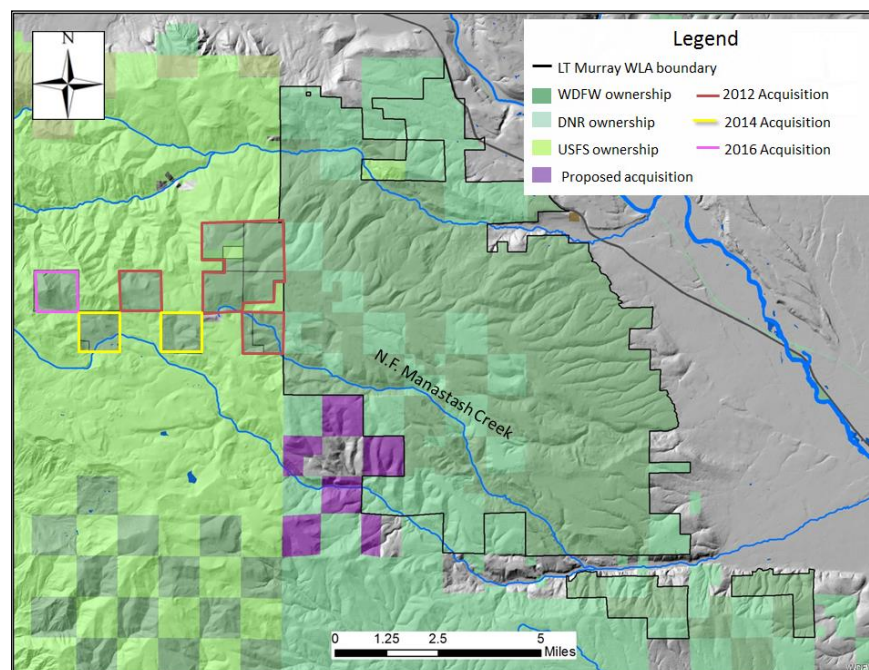 N
Legend
LT Murray WLA boundary
WDFW ownership
2012 Acquisition
DNR ownership
2014 Acquisition
USFS ownership
2016 Acquisition
Proposed acquisition
N.F. Manastash Creek
0 1.25 2.5 5
Miles